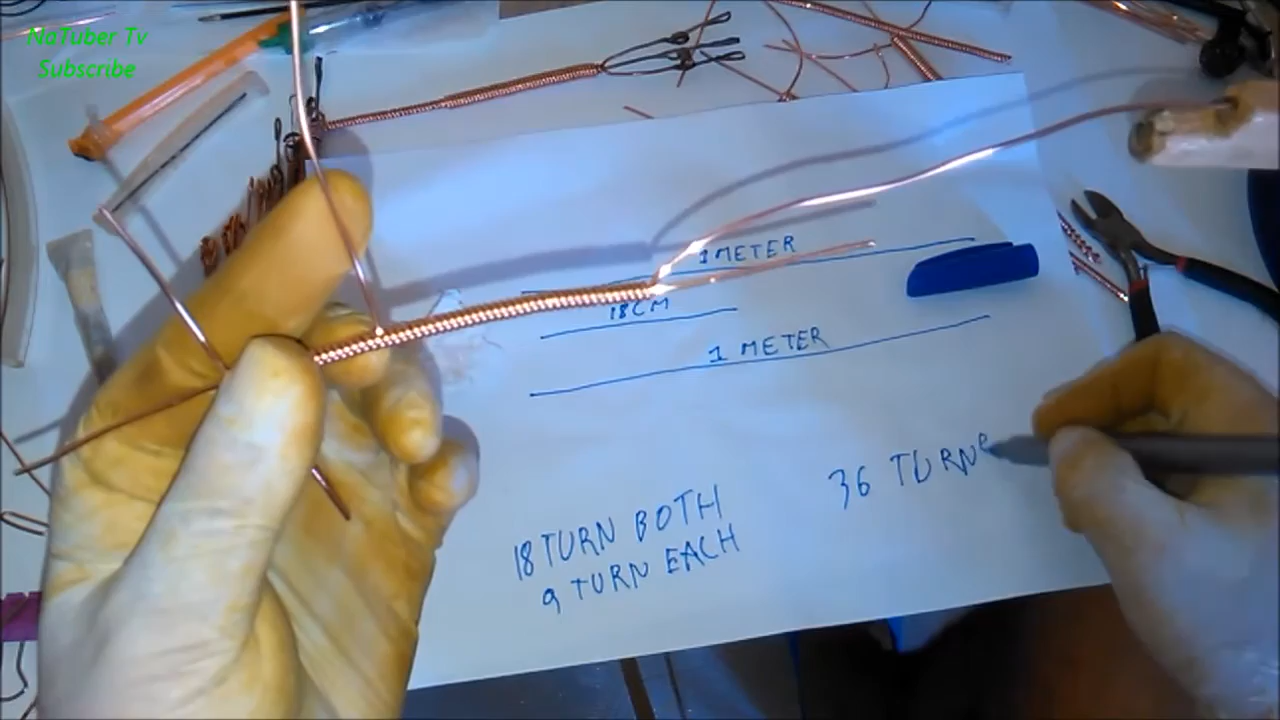 NaTuber Tv
Subscribe
1 METER
18CM
1 METER
36 TURN
18 TURN BOTH
9 TURN EACH